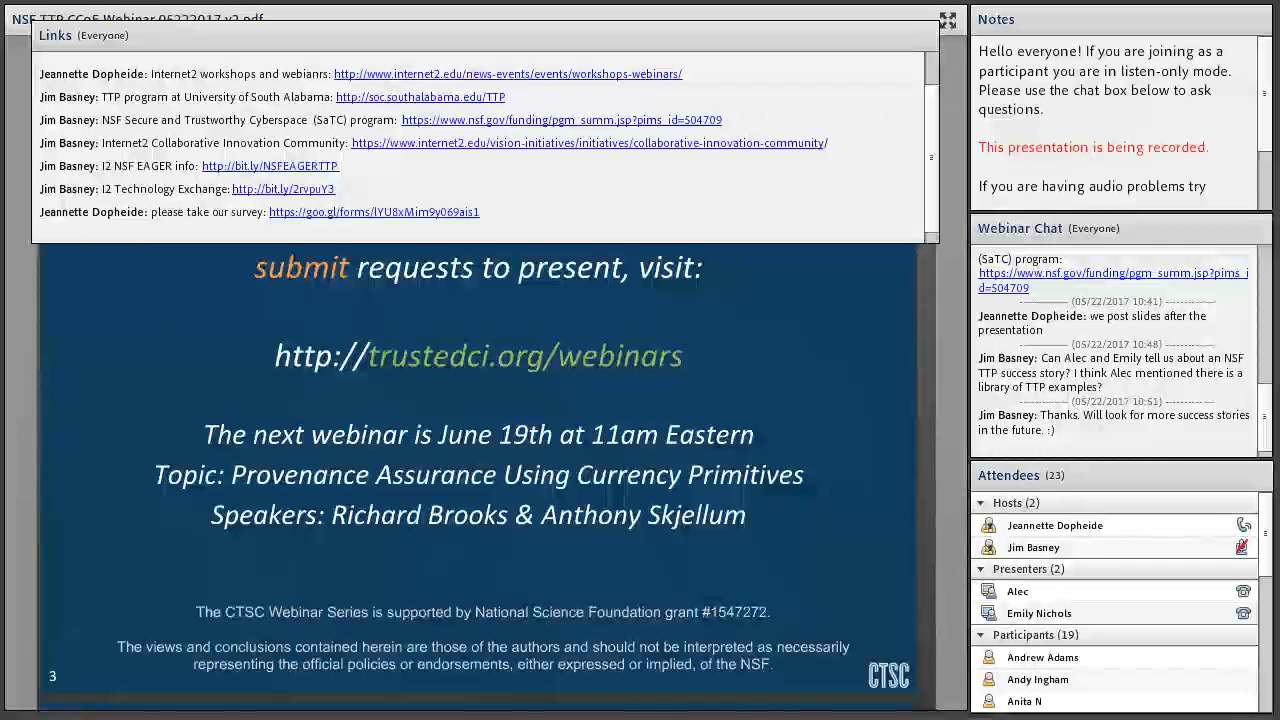 NSF TTP CCoE Webinar 05222017 v2.pdf
Links (Everyone)
Jeannette Dopheide: Internet2 workshops and webianrs: http://www.internet2.edu/news-events/events/workshops-webinars/
Jim Basney: TTP program at University of South Alabama: http://soc.southalabama.edu/TTP
Jim Basney: NSF Secure and Trustworthy Cyberspace (SaTC) program: https://www.nsf.gov/funding/pgm_summ.jsp?pims_id=504709
Jim Basney: Internet2 Collaborative Innovation Community: https://www.internet2.edu/vision-initiatives/initiatives/collaborative-innovation-community/
Jim Basney: I2 NSF EAGER info: http://bit.ly/NSFEAGERTTP
Jim Basney: I2 Technology Exchange: http://bit.ly/2rvpuY3
Jeannette Dopheide: please take our survey: https://goo.gl/forms/lYU8xMim9y069ais1
submit requests to present, visit:
http://trustedci.org/webinars
The next webinar is June 19th at 11am Eastern
Topic: Provenance Assurance Using Currency Primitives
Speakers: Richard Brooks & Anthony Skjellum
The CTSC Webinar Series is supported by National Science Foundation grant #1547272.
The views and conclusions contained herein are those of the authors and should not be interpreted as necessarily
representing the official policies or endorsements, either expressed or implied, of the NSF.
3
CTSC
Notes
Hello everyone! If you are joining as a
participant you are in listen-only mode.
Please use the chat box below to ask
questions.
This presentation is being recorded.
If you are having audio problems try
Webinar Chat (Everyone)
(SaTC) program:
https://www.nsf.gov/funding/pgm_summ.jsp?pims_i
d=504709
------------ (05/22/2017 10:41) ------------
Jeannette Dopheide: we post slides after the
presentation
------------ (05/22/2017 10:48) ------------
Jim Basney: Can Alec and Emily tell us about an NSF
TTP success story? I think Alec mentioned there is a
library of TTP examples?
------------ (05/22/2017 10:51) ------------
Jim Basney: Thanks. Will look for more success stories
in the future. :)
Attendees (23)
Hosts (2)
Jeannette Dopheide
Jim Basney
Presenters (2)
Alec
Emily Nichols
Participants (19)
Andrew Adams
Andy Ingham
Anita N